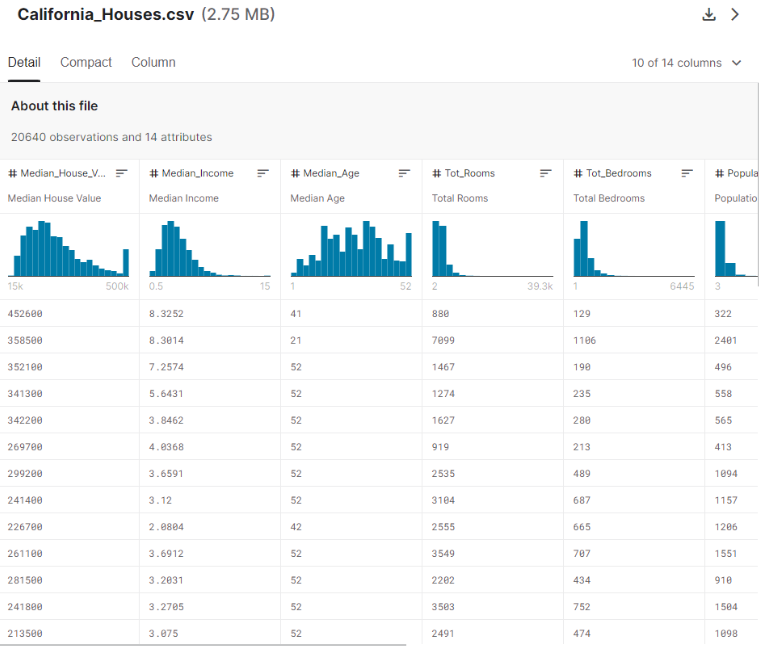 California_Houses.csv (2.75 MB)
Detail Compact Column 10 of 14 columns
About this file
20640 observations and 14 attributes
# Median_House_V... # Median_Income # Median_Age # Tot_Rooms # Tot_Bedrooms # Popula
Median House Value Median Income Median Age Total Rooms Total Bedrooms Populatio
15k 500k 0.5 15 1 52 2 39.3k 1 6445 3
452600 8.3252 41 880 129 322
358500 8.3014 21 7099 1106 2401
352100 7.2574 52 1467 190 496
341300 5.6431 52 1274 235 558
342200 3.8462 52 1627 280 565
269700 4.0368 52 919 213 413
299200 3.6591 52 2535 489 1094
241400 3.12 52 3104 687 1157
226700 2.0804 42 2555 665 1206
261100 3.6912 52 3549 707 1551
281500 3.2031 52 2202 434 910
241800 3.2705 52 3503 752 1504
213500 3.075 52 2491 474 1098